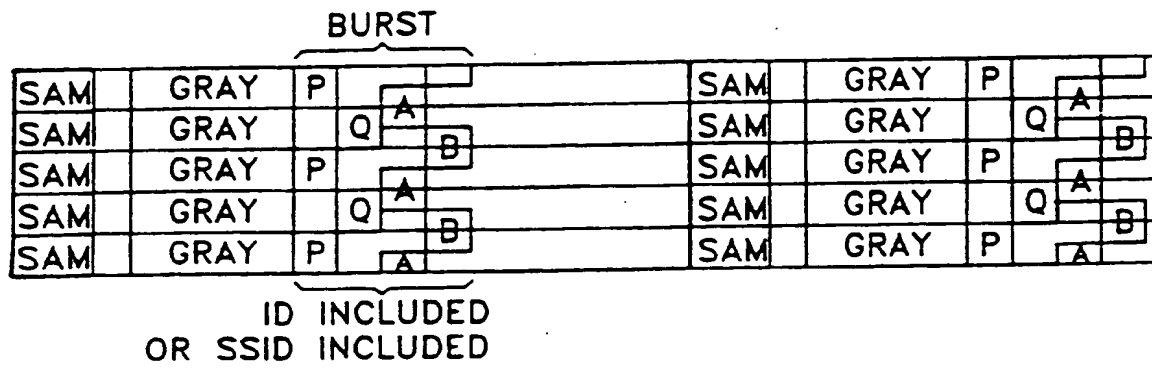 BURST
SAM GRAY P A SAM GRAY P A
SAM GRAY Q B SAM GRAY Q B
SAM GRAY P A SAM GRAY P A
SAM GRAY Q B SAM GRAY Q B
SAM GRAY P A SAM GRAY P A
ID INCLUDED
OR SSID INCLUDED